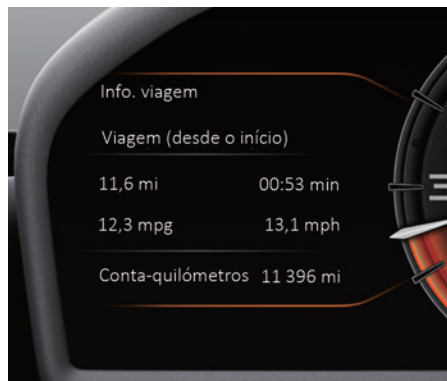 Info. viagem
Viagem (desde o início)
11,6 mi 00:53 min
12,3 mpg 13,1 mph
Conta-quilómetros 11 396 mi